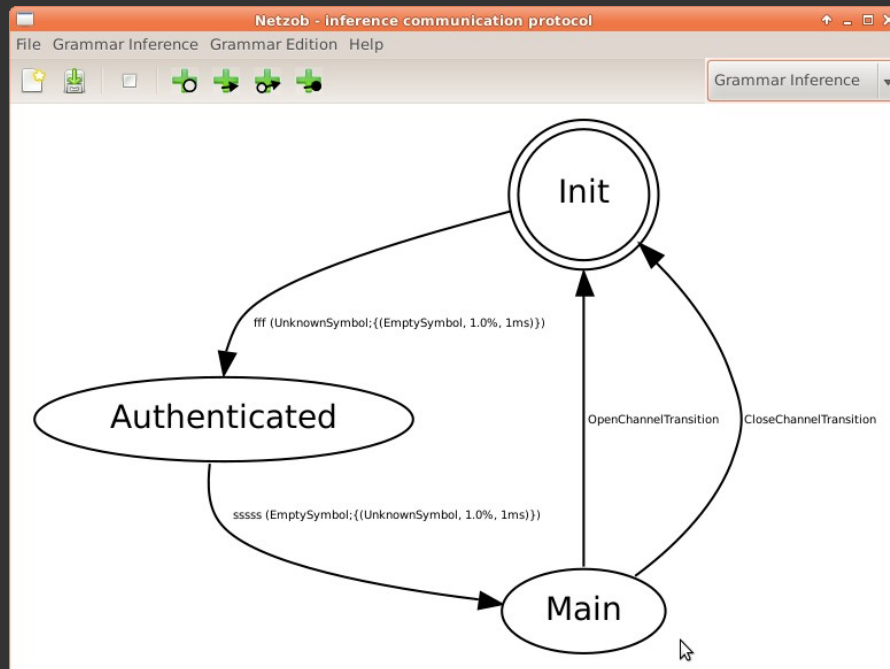 Netzob - inference communication protocol
File Grammar Inference Grammar Edition Help
Grammar Inference
Init
fff (UnknownSymbol;{(EmptySymbol, 1.0%, 1ms)})
Authenticated
OpenChannelTransition
CloseChannelTransition
sssss (EmptySymbol;{(UnknownSymbol, 1.0%, 1ms)})
Main